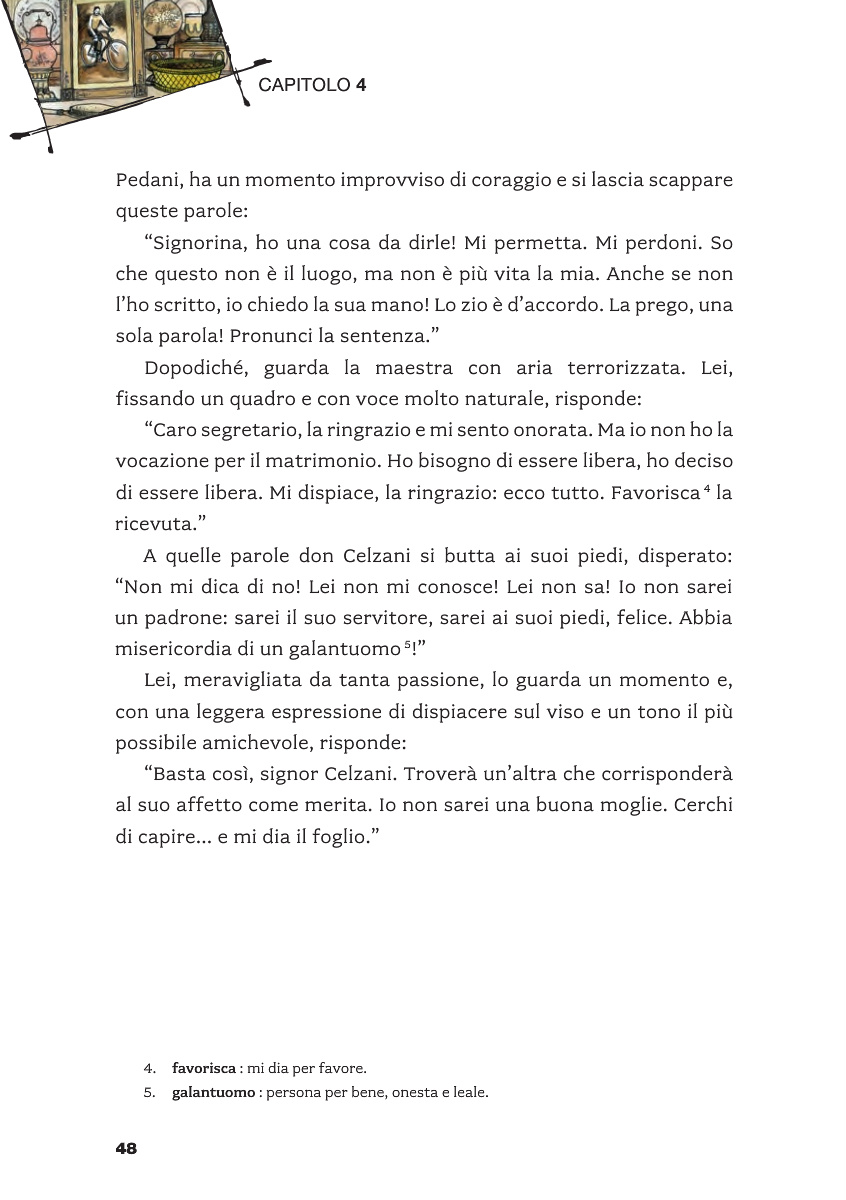 CAPITOLO 4
Pedani, ha un momento improvviso di coraggio e si lascia scappare
queste parole:
“Signorina, ho una cosa da dirle! Mi permetta. Mi perdoni. So
che questo non è il luogo, ma non è più vita la mia. Anche se non
l’ho scritto, io chiedo la sua mano! Lo zio è d’accordo. La prego, una
sola parola! Pronunci la sentenza.”
Dopodiché, guarda la maestra con aria terrorizzata. Lei,
fissando un quadro e con voce molto naturale, risponde:
“Caro segretario, la ringrazio e mi sento onorata. Ma io non ho la
vocazione per il matrimonio. Ho bisogno di essere libera, ho deciso
di essere libera. Mi dispiace, la ringrazio: ecco tutto. Favorisca⁴ la
ricevuta.”
A quelle parole don Celzani si butta ai suoi piedi, disperato:
“Non mi dica di no! Lei non mi conosce! Lei non sa! Io non sarei
un padrone: sarei il suo servitore, sarei ai suoi piedi, felice. Abbia
misericordia di un galantuomo⁵!”
Lei, meravigliata da tanta passione, lo guarda un momento e,
con una leggera espressione di dispiacere sul viso e un tono il più
possibile amichevole, risponde:
“Basta così, signor Celzani. Troverà un’altra che corrisponderà
al suo affetto come merita. Io non sarei una buona moglie. Cerchi
di capire... e mi dia il foglio.”
4. favorisca : mi dia per favore.
5. galantuomo : persona per bene, onesta e leale.
48